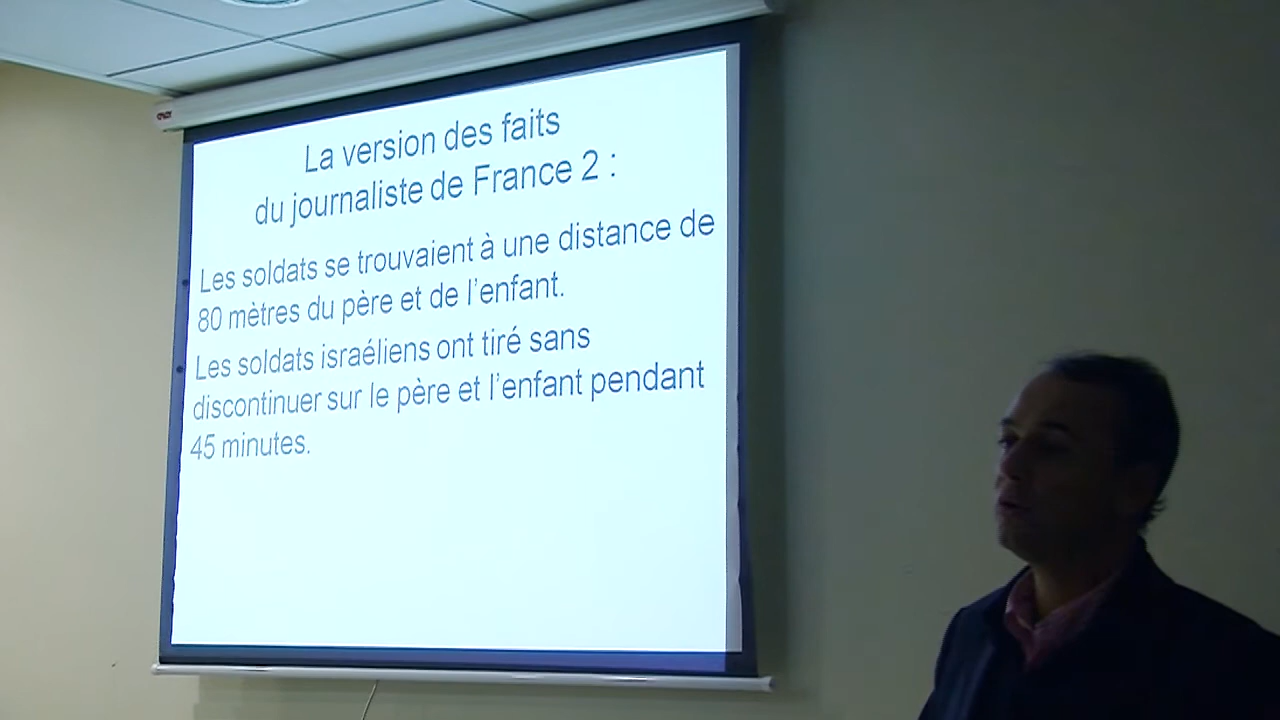 La version des faits
du journaliste de France 2 :
Les soldats se trouvaient à une distance de
80 mètres du père et de l'enfant.
Les soldats israéliens ont tiré sans
discontinuer sur le père et l'enfant pendant
45 minutes.